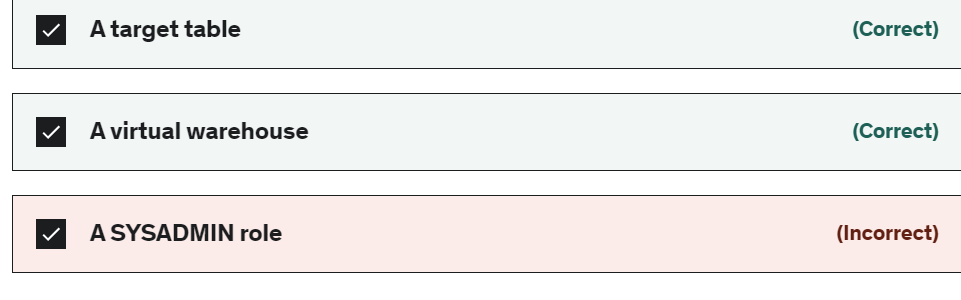 A target table (Correct)
A virtual warehouse (Correct)
A SYSADMIN role (Incorrect)